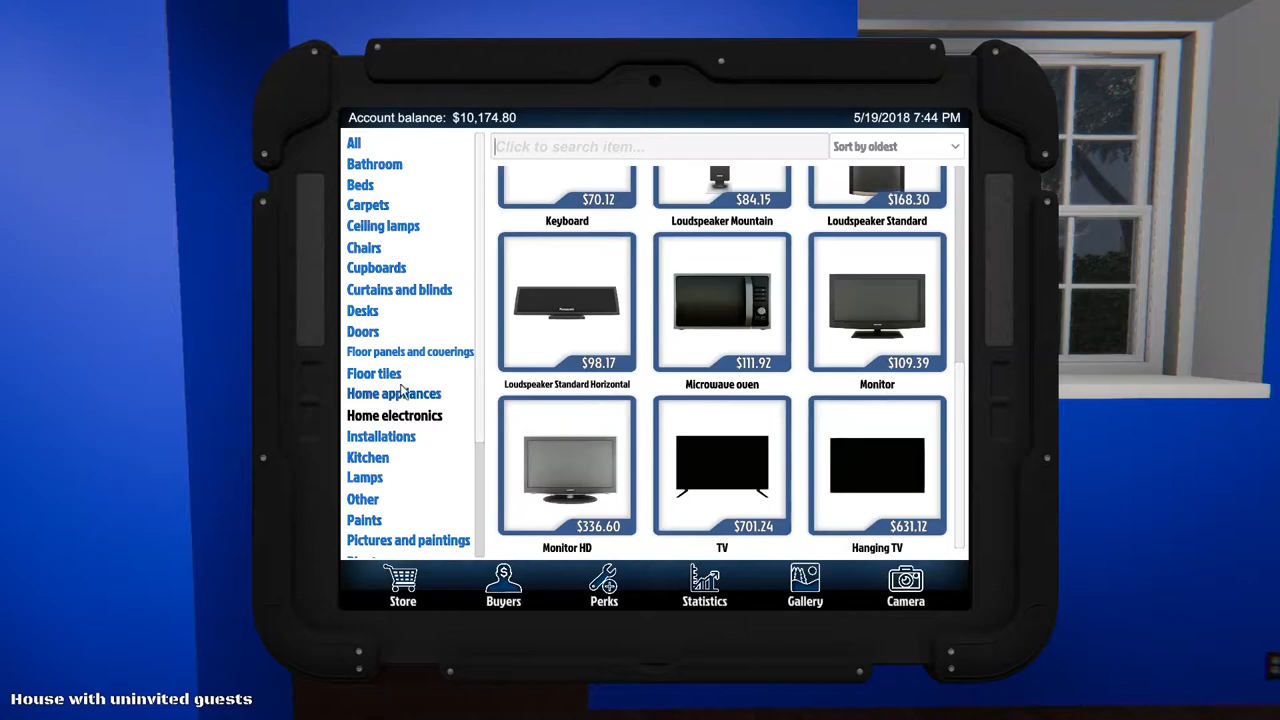 Account balance: $10,174.80
5/19/2018 7:44 PM
All
Bathroom
Beds
Carpets
Ceiling lamps
Chairs
Cupboards
Curtains and blinds
Desks
Doors
Floor panels and coverings
Floor tiles
Home appliances
Home electronics
Installations
Kitchen
Lamps
Other
Paints
Pictures and paintings
Click to search item...
Sort by oldest
$70.12
$84.15
$168.30
Keyboard
Loudspeaker Mountain
Loudspeaker Standard
$98.17
$111.92
$109.39
Loudspeaker Standard Horizontal
Microwave oven
Monitor
$336.60
$701.24
$631.12
Monitor HD
TV
Hanging TV
Store
Buyers
Perks
Statistics
Gallery
Camera
House with uninvited guests